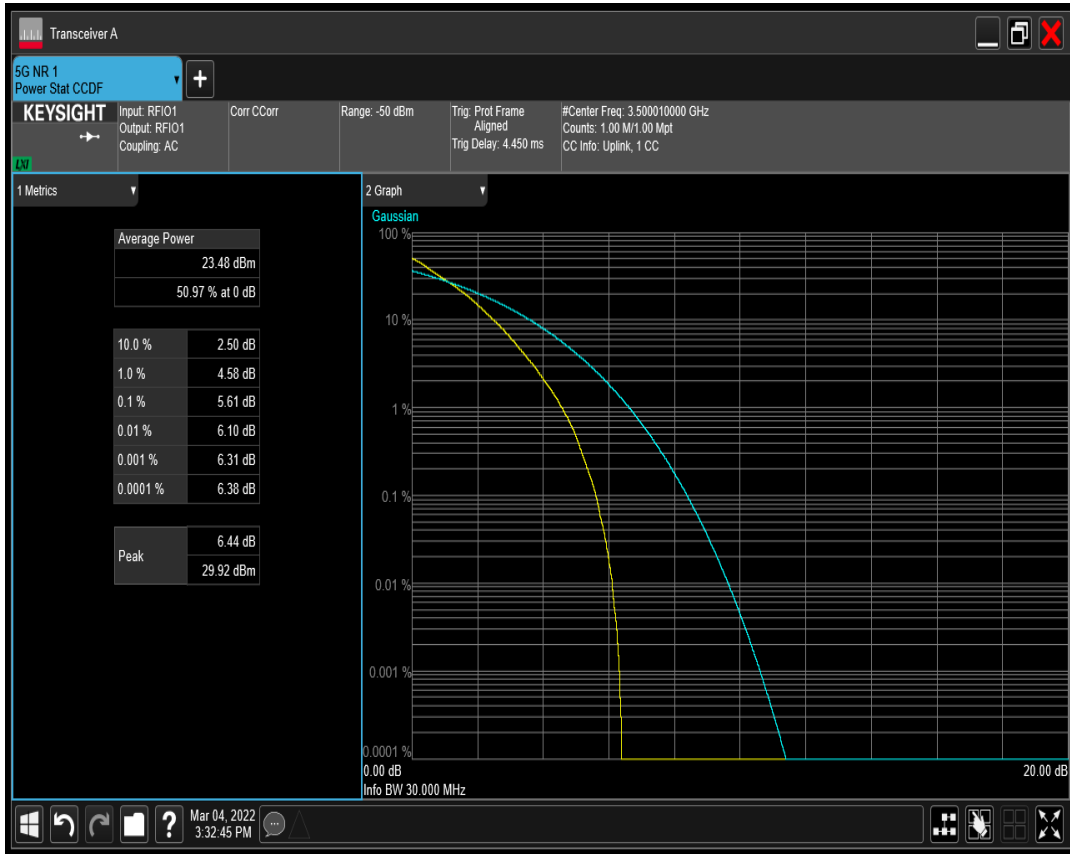 Transceiver A
5G NR 1
Power Stat CCDF
+
KEYSIGHT
LXI
Input: RFIO1
Output: RFIO1
Coupling: AC
Corr CCorr
Range: -50 dBm
Trig: Prot Frame
Aligned
Trig Delay: 4.450 ms
#Center Freq: 3.500010000 GHz
Counts: 1.00 M/1.00 Mpt
CC Info: Uplink, 1 CC
1 Metrics
Average Power
23.48 dBm
50.97 % at 0 dB
10.0 % 2.50 dB
1.0 % 4.58 dB
0.1 % 5.61 dB
0.01 % 6.10 dB
0.001 % 6.31 dB
0.0001 % 6.38 dB
Peak 6.44 dB
29.92 dBm
2 Graph
Gaussian
100 %
10 %
1 %
0.1 %
0.01 %
0.001 %
0.0001 %
0.00 dB 20.00 dB
Info BW 30.000 MHz
?
Mar 04, 2022
3:32:45 PM